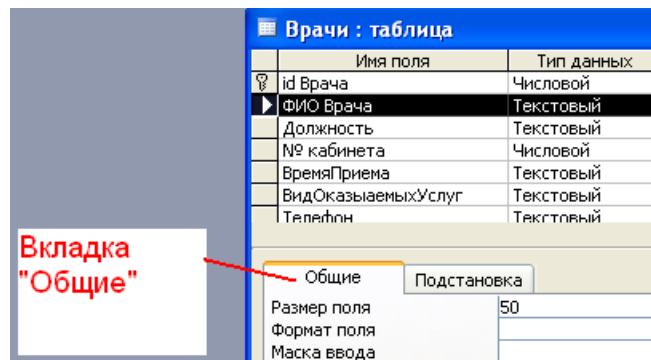 Врачи : таблица
Имя поля Тип данных
id Врача Числовой
ФИО Врача Текстовый
Должность Текстовый
№ кабинета Числовой
ВремяПриема Текстовый
ВидОказыаемыхУслуг Текстовый
Телефон Текстовый
Вкладка
"Общие"
Общие Подстановка
Размер поля 50
Формат поля
Маска ввода